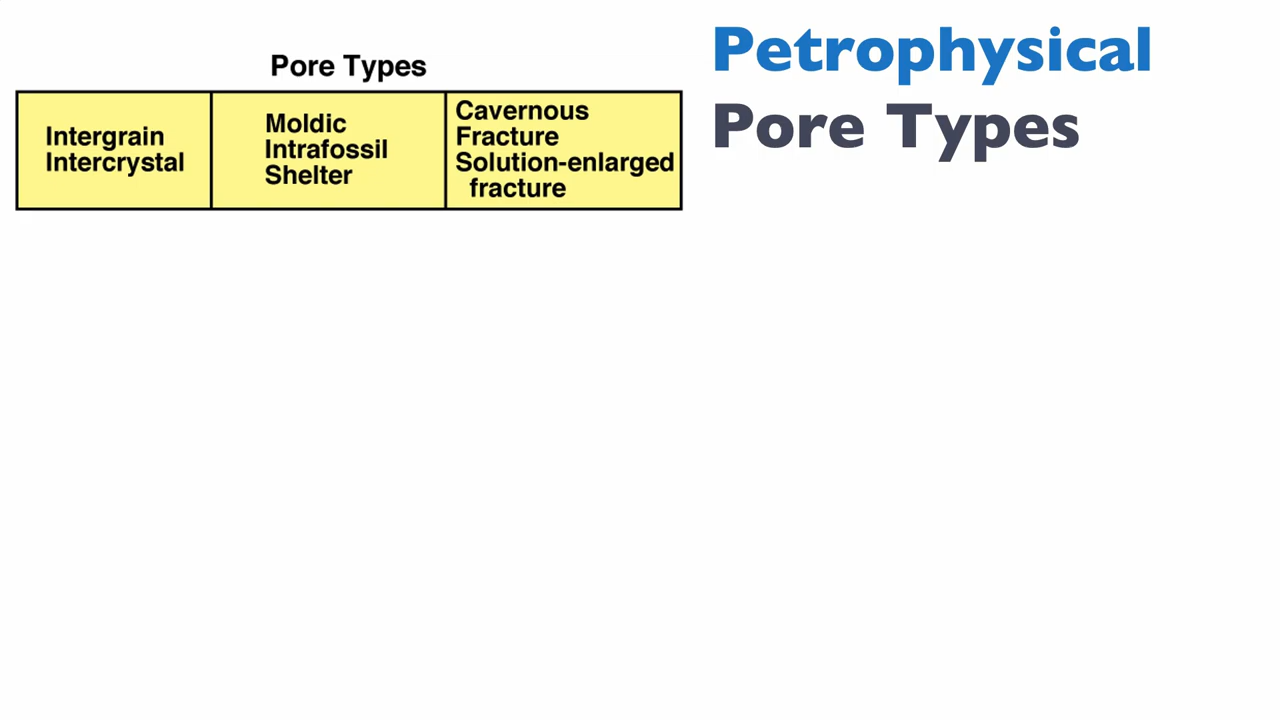 Petrophysical
Pore Types
Pore Types
Intergrain
Intercrystal
Moldic
Intrafossil
Shelter
Cavernous
Fracture
Solution-enlarged
fracture